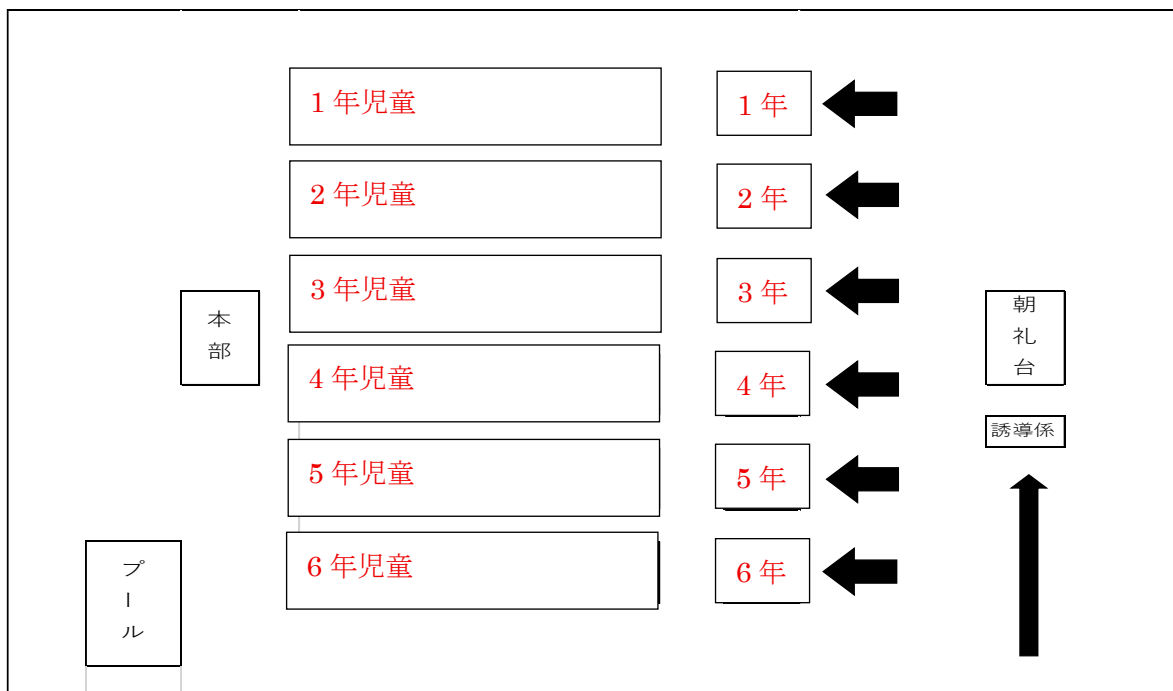 1年児童
1年
2年児童
2年
3年児童
3年
本部
朝礼台
4年児童
4年
誘導係
5年児童
5年
6年児童
6年
プール